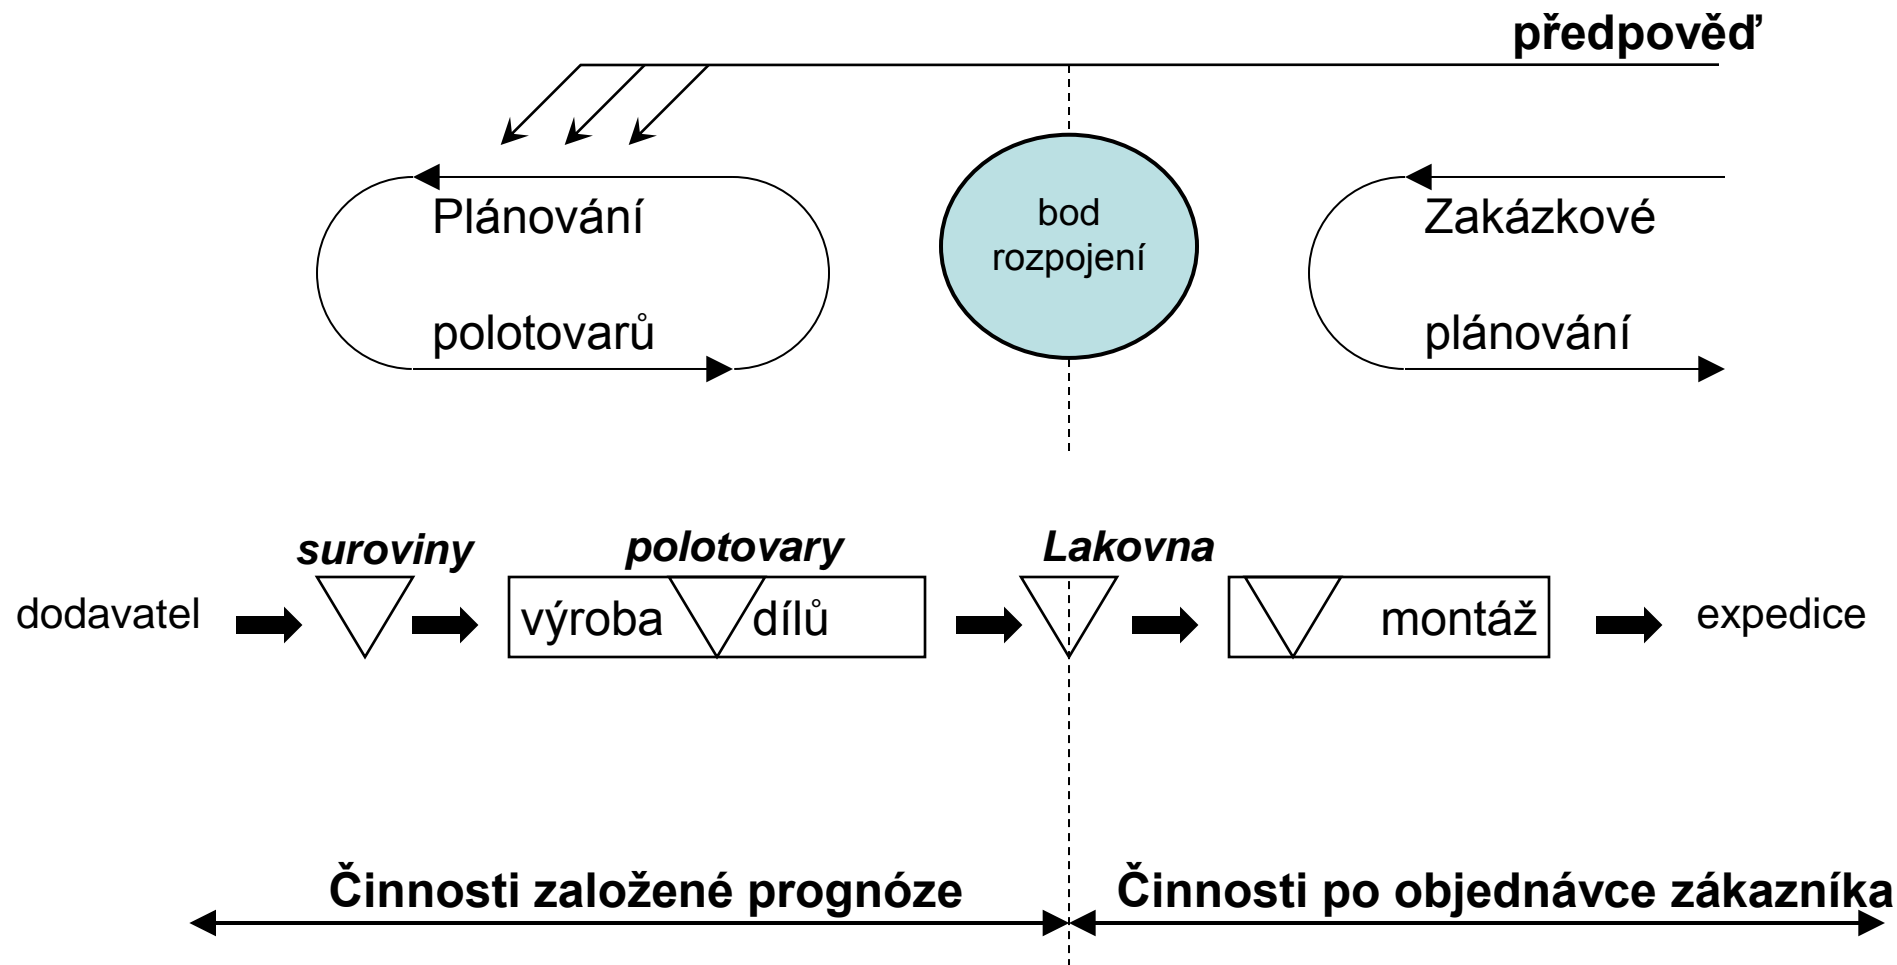 předpověď
Plánování
polotovarů
bod
rozpojení
Zakázkové
plánování
suroviny
polotovary
Lakovna
dodavatel
výroba dílů
montáž
expedice
Činnosti založené prognóze
Činnosti po objednávce zákazníka